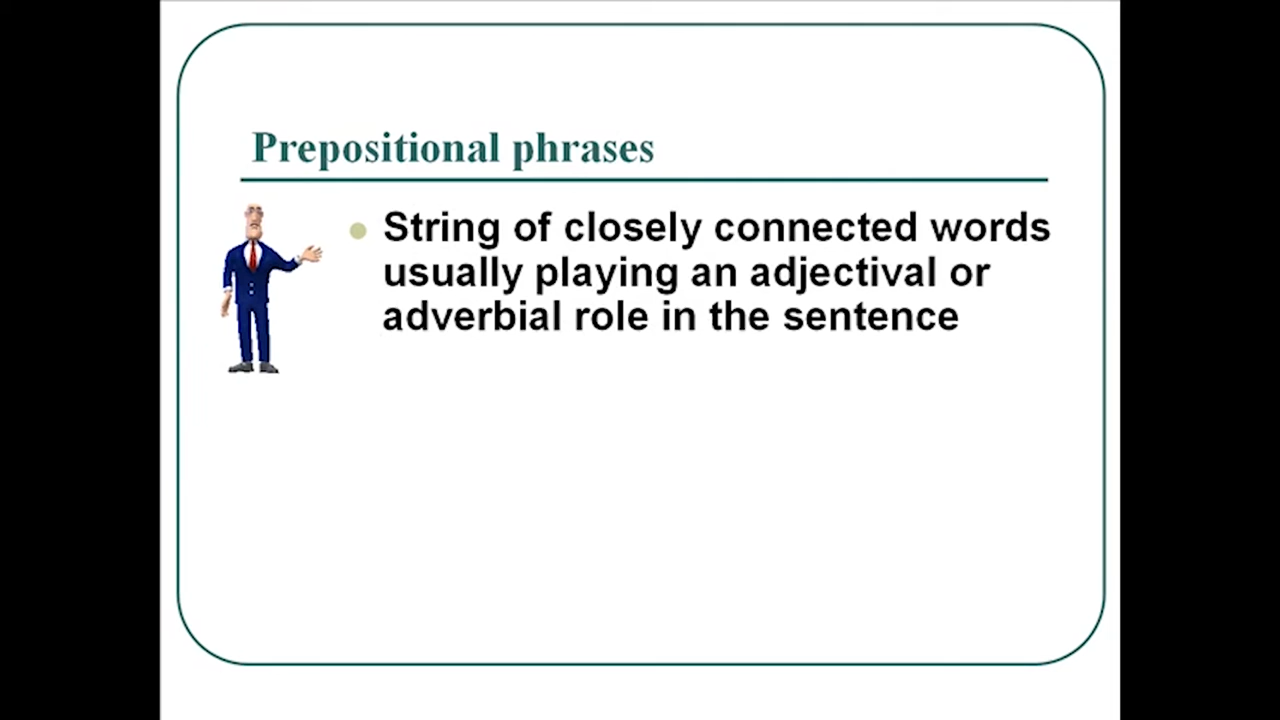 Prepositional phrases
String of closely connected words
usually playing an adjectival or
adverbial role in the sentence